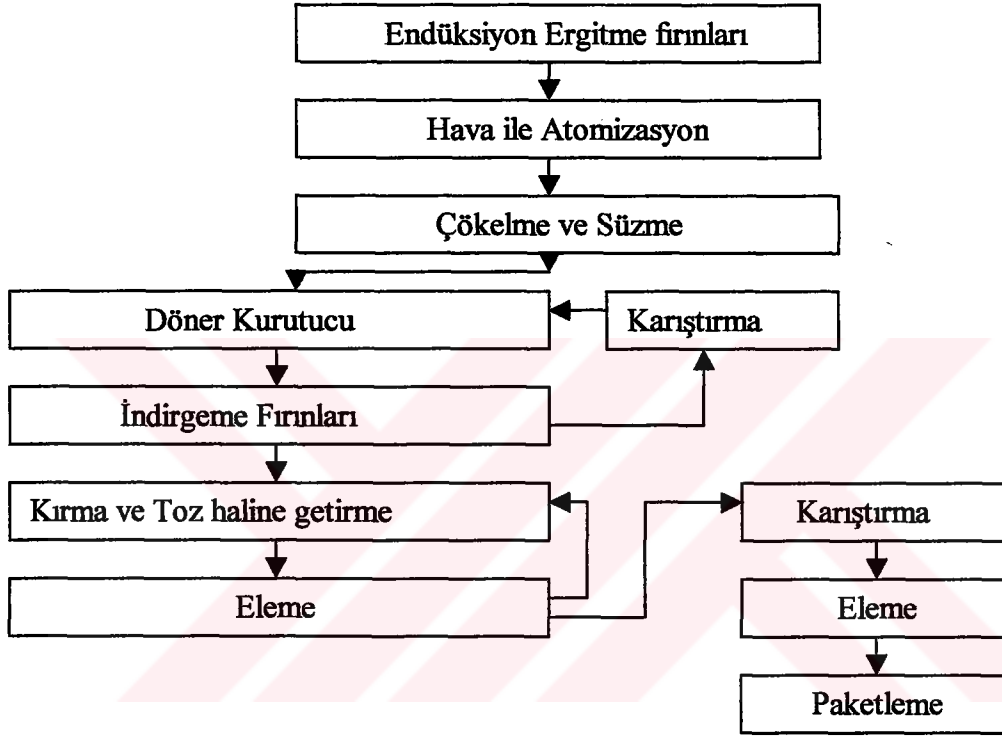 Endüksiyon Ergitme fırınları
Hava ile Atomizasyon
Çökelme ve Süzme
Döner Kurutucu
Karıştırma
İndirgeme Fırınları
Kırma ve Toz haline getirme
Karıştırma
Eleme
Eleme
Paketleme